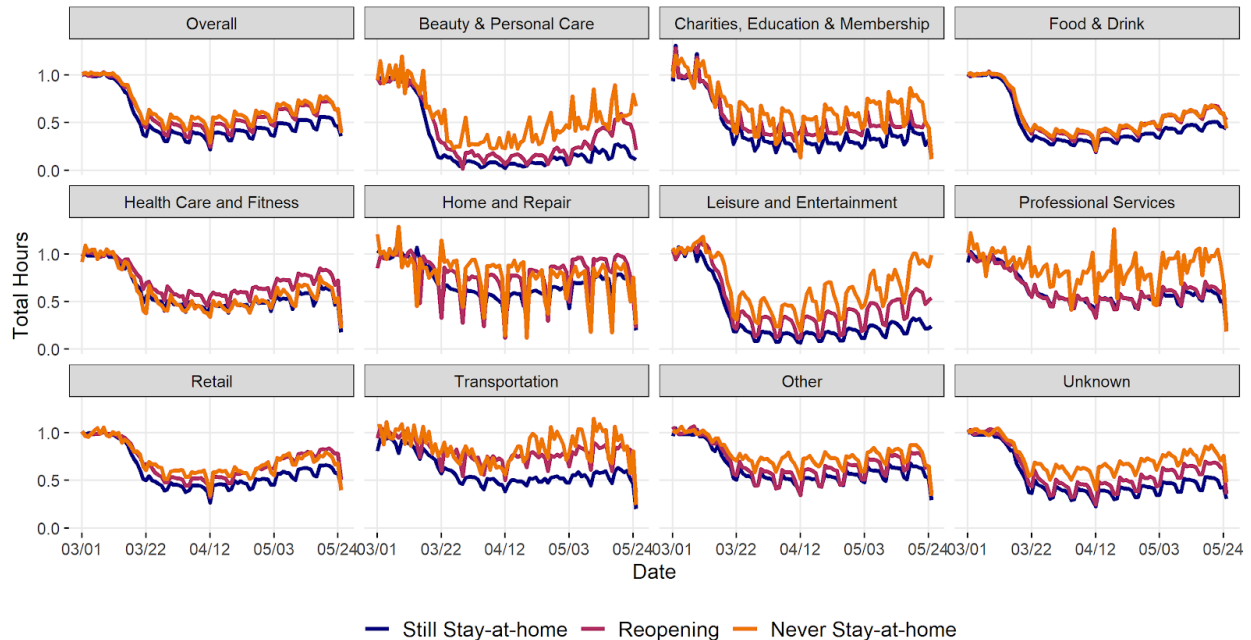 Overall
Beauty & Personal Care
Charities, Education & Membership
Food & Drink
1.0
0.5
0.0
Health Care and Fitness
Home and Repair
Leisure and Entertainment
Professional Services
1.0
0.5
0.0
Total Hours
Retail
Transportation
Other
Unknown
1.0
0.5
0.0
03/01 03/22 04/12 05/03 05/24
03/01 03/22 04/12 05/03 05/24
03/01 03/22 04/12 05/03 05/24
03/01 03/22 04/12 05/03 05/24
Date
Still Stay-at-home Reopening Never Stay-at-home